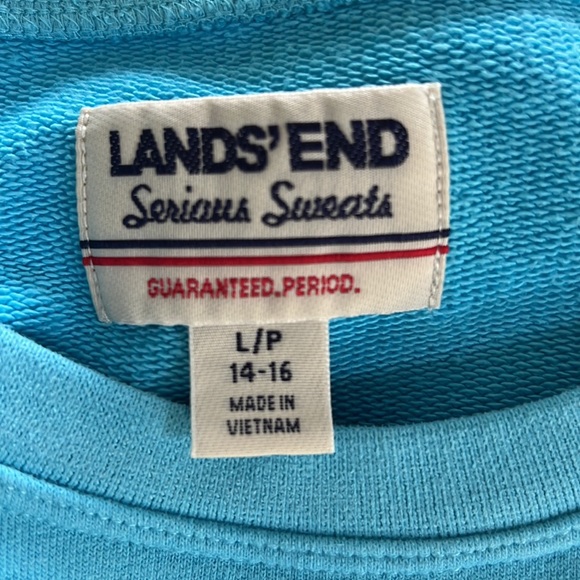 LANDS' END
Serious Sweats
GUARANTEED.PERIOD.
L/P
14-16
MADE IN
VIETNAM